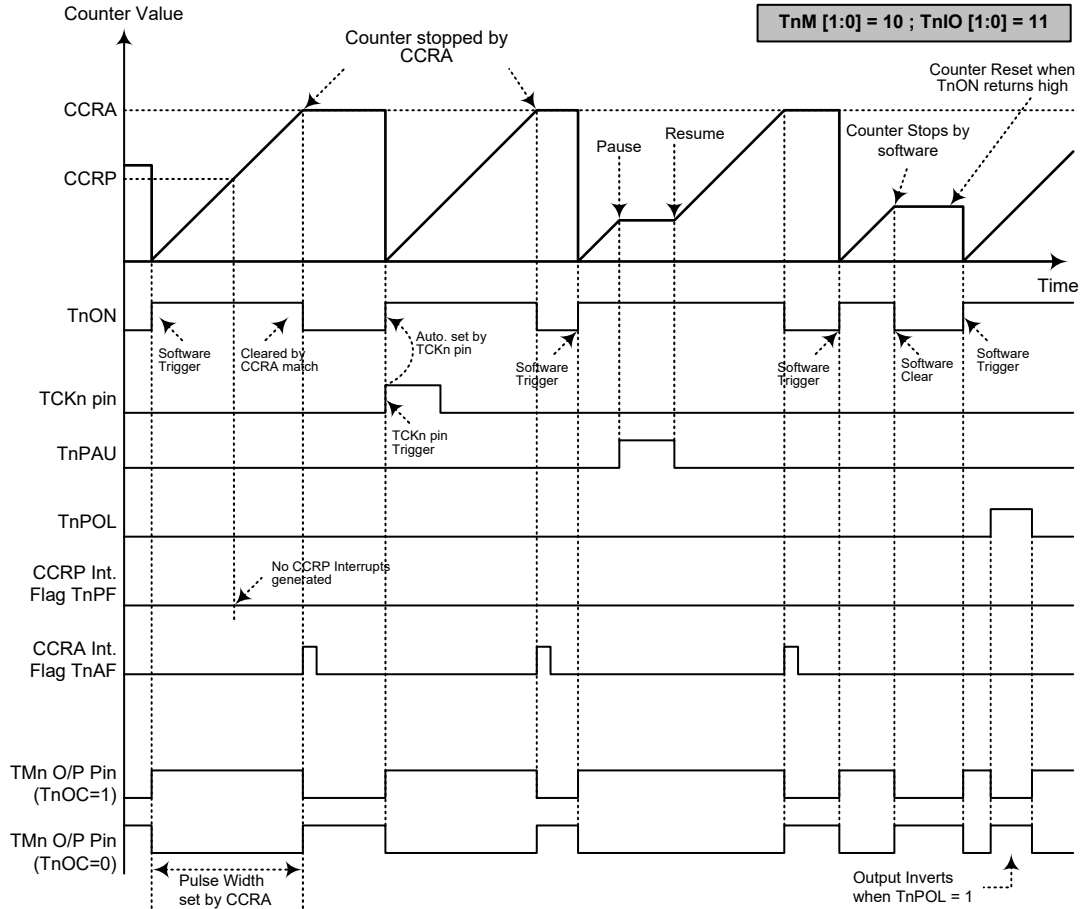 Counter Value
TnM [1:0] = 10 ; TnIO [1:0] = 11
Counter stopped by
CCRA
Counter Reset when
TnON returns high
CCRA
Pause
Resume
Counter Stops by
software
CCRP
Time
TnON
Software
Trigger
Cleared by
CCRA match
Auto. set by
TCKn pin
Software
Trigger
Software
Trigger
Software
Clear
Software
Trigger
TCKn pin
TCKn pin
Trigger
TnPAU
TnPOL
CCRP Int.
Flag TnPF
No CCRP Interrupts
generated
CCRA Int.
Flag TnAF
TMn O/P Pin
(TnOC=1)
TMn O/P Pin
(TnOC=0)
Pulse Width
set by CCRA
Output Inverts
when TnPOL = 1